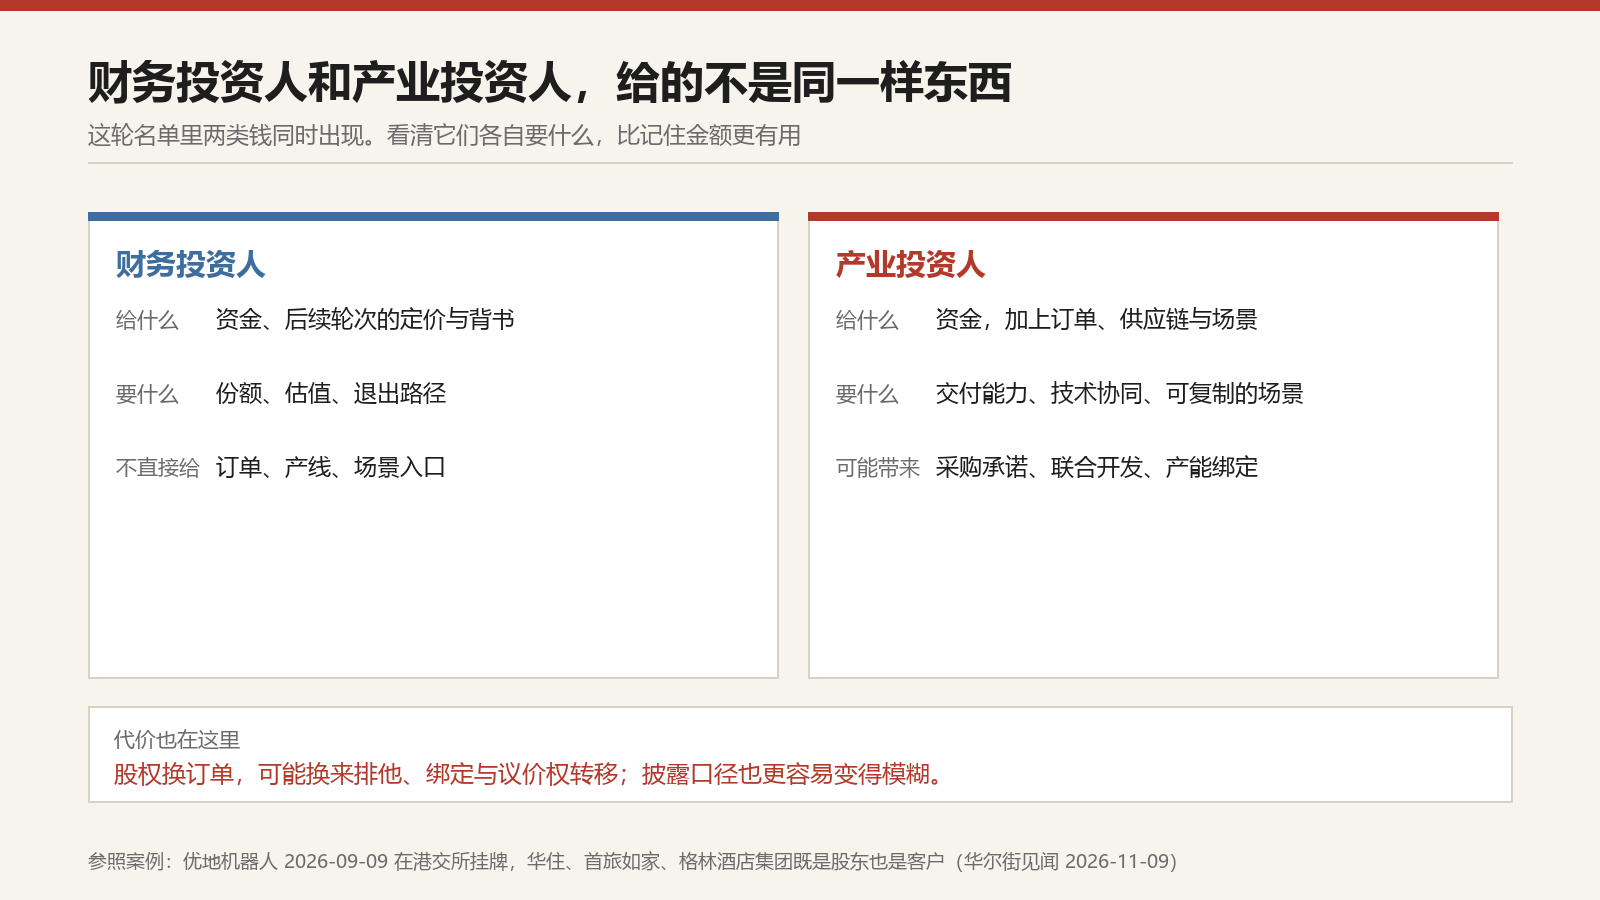 财务投资人和产业投资人，给的不是同一样东西
这轮名单里两类钱同时出现。看清它们各自要什么，比记住金额更有用
财务投资人
给什么 资金、后续轮次的定价与背书
要什么 份额、估值、退出路径
不直接给 订单、产线、场景入口
产业投资人
给什么 资金，加上订单、供应链与场景
要什么 交付能力、技术协同、可复制的场景
可能带来 采购承诺、联合开发、产能绑定
代价也在这里
股权换订单，可能换来排他、绑定与议价权转移；披露口径也更容易变得模糊。
参照案例：优地机器人 2026-09-09 在港交所挂牌，华住、首旅如家、格林酒店集团既是股东也是客户（华尔街见闻 2026-11-09）